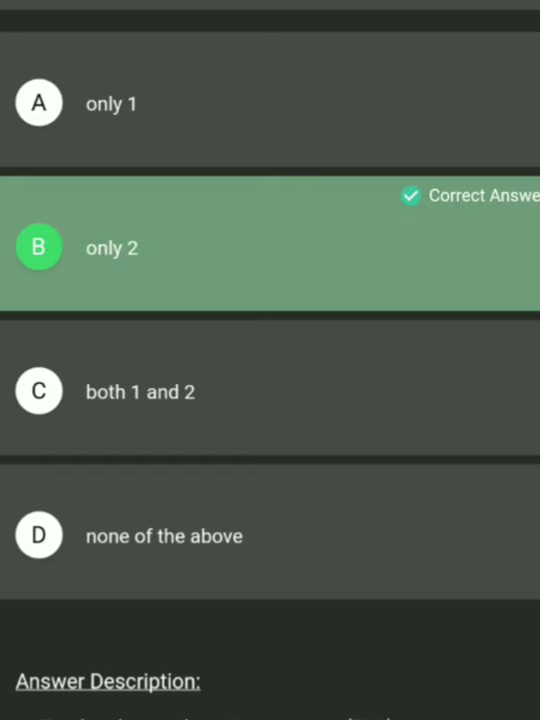 A only 1
Correct Answe
B only 2
C both 1 and 2
D none of the above
Answer Description: